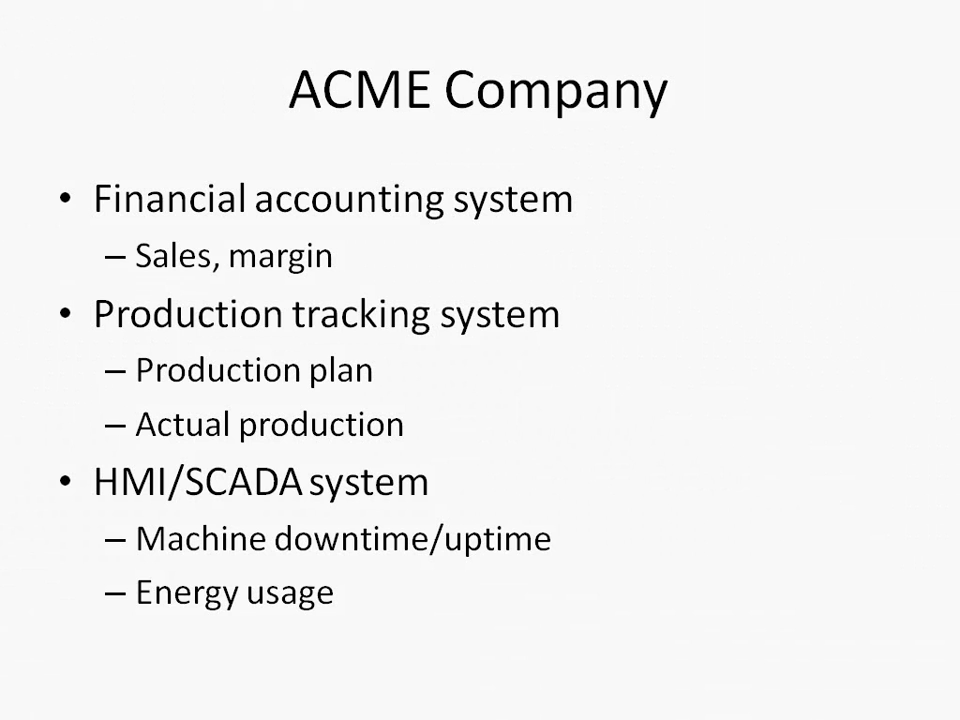 ACME Company
• Financial accounting system
– Sales, margin
• Production tracking system
– Production plan
– Actual production
• HMI/SCADA system
– Machine downtime/uptime
– Energy usage